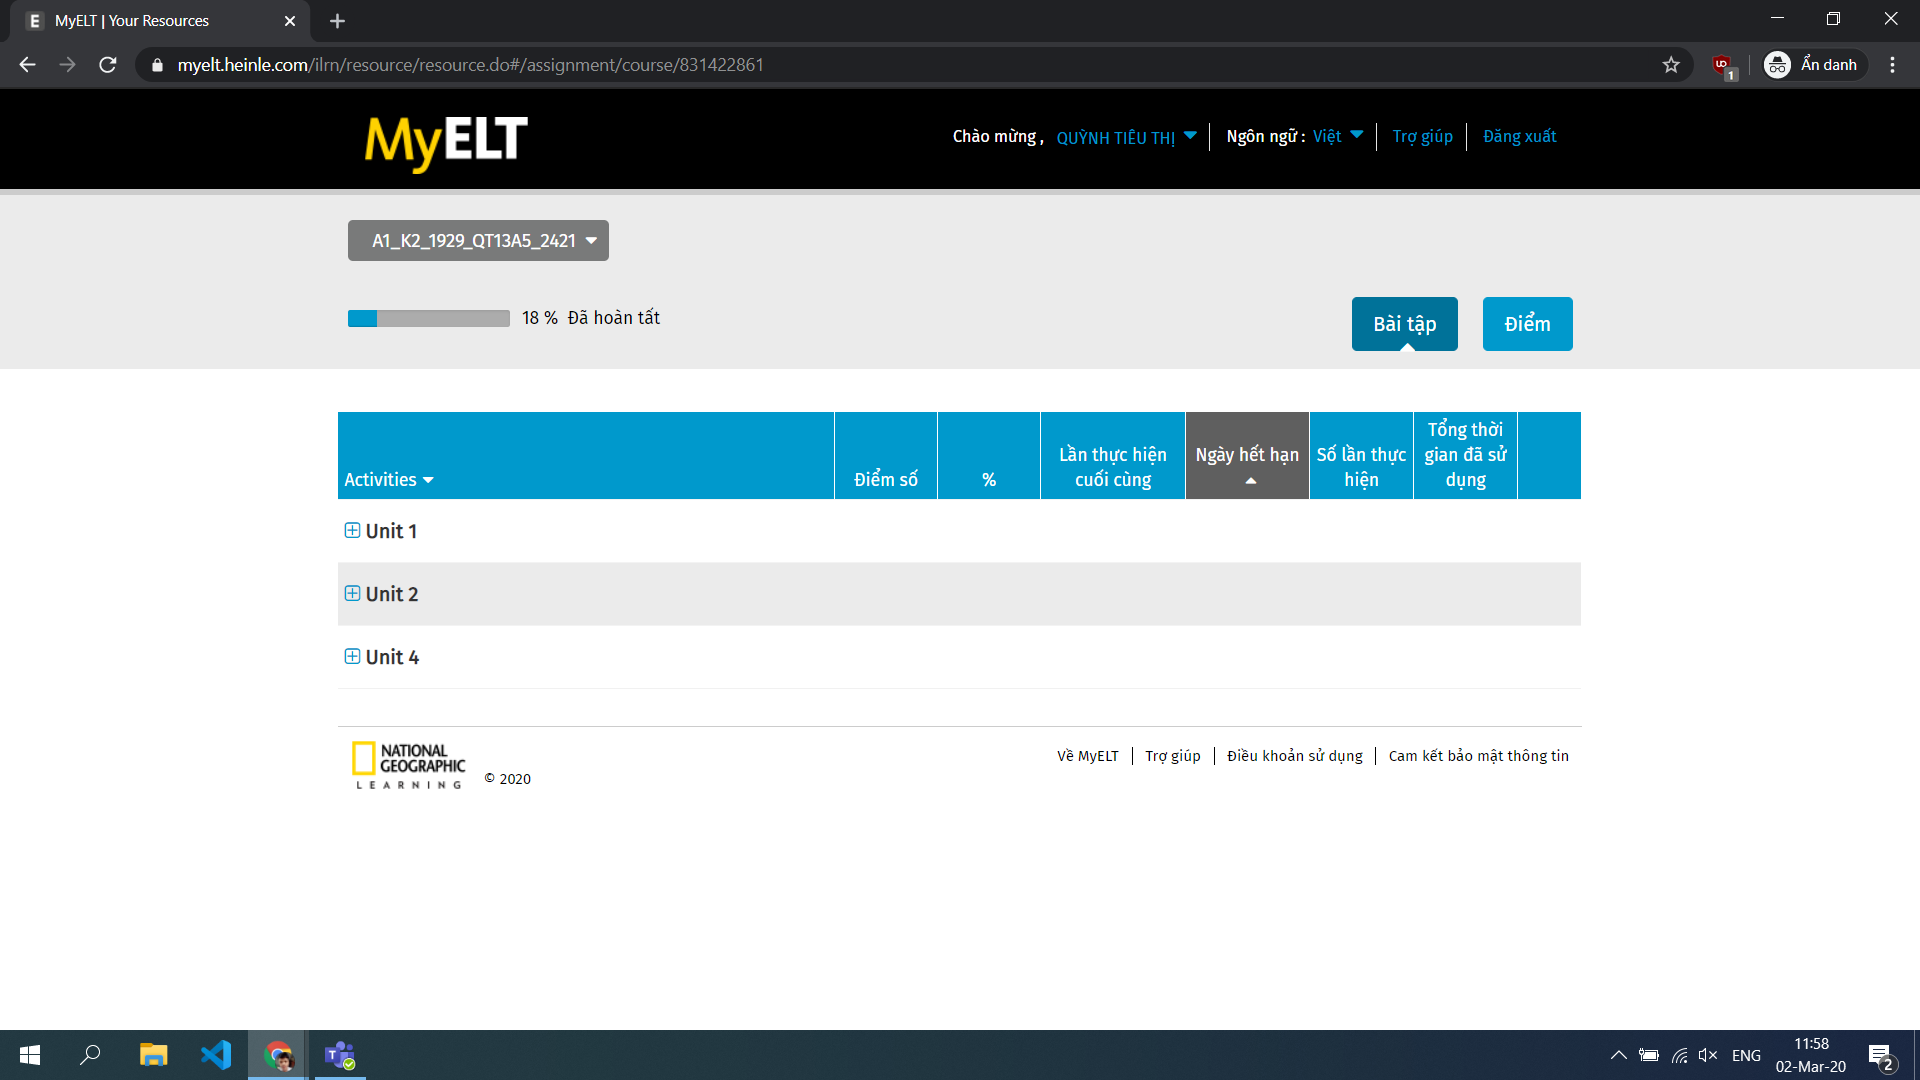 MyELT | Your Resources
myelt.heinle.com/ilrn/resource/resource.do#/assignment/course/831422861
1
Ẩn danh
MyELT
Chào mừng , QUỲNH TIÊU THỊ
Ngôn ngữ : Việt
Trợ giúp
Đăng xuất
A1_K2_1929_QT13A5_2421
18 % Đã hoàn tất
Bài tập
Điểm
Activities
Điểm số
%
Lần thực hiện cuối cùng
Ngày hết hạn
Số lần thực hiện
Tổng thời gian đã sử dụng
Unit 1
Unit 2
Unit 4
NATIONAL
GEOGRAPHIC
LEARNING
© 2020
Về MyELT
Trợ giúp
Điều khoản sử dụng
Cam kết bảo mật thông tin
ENG
11:58
02-Mar-20
2